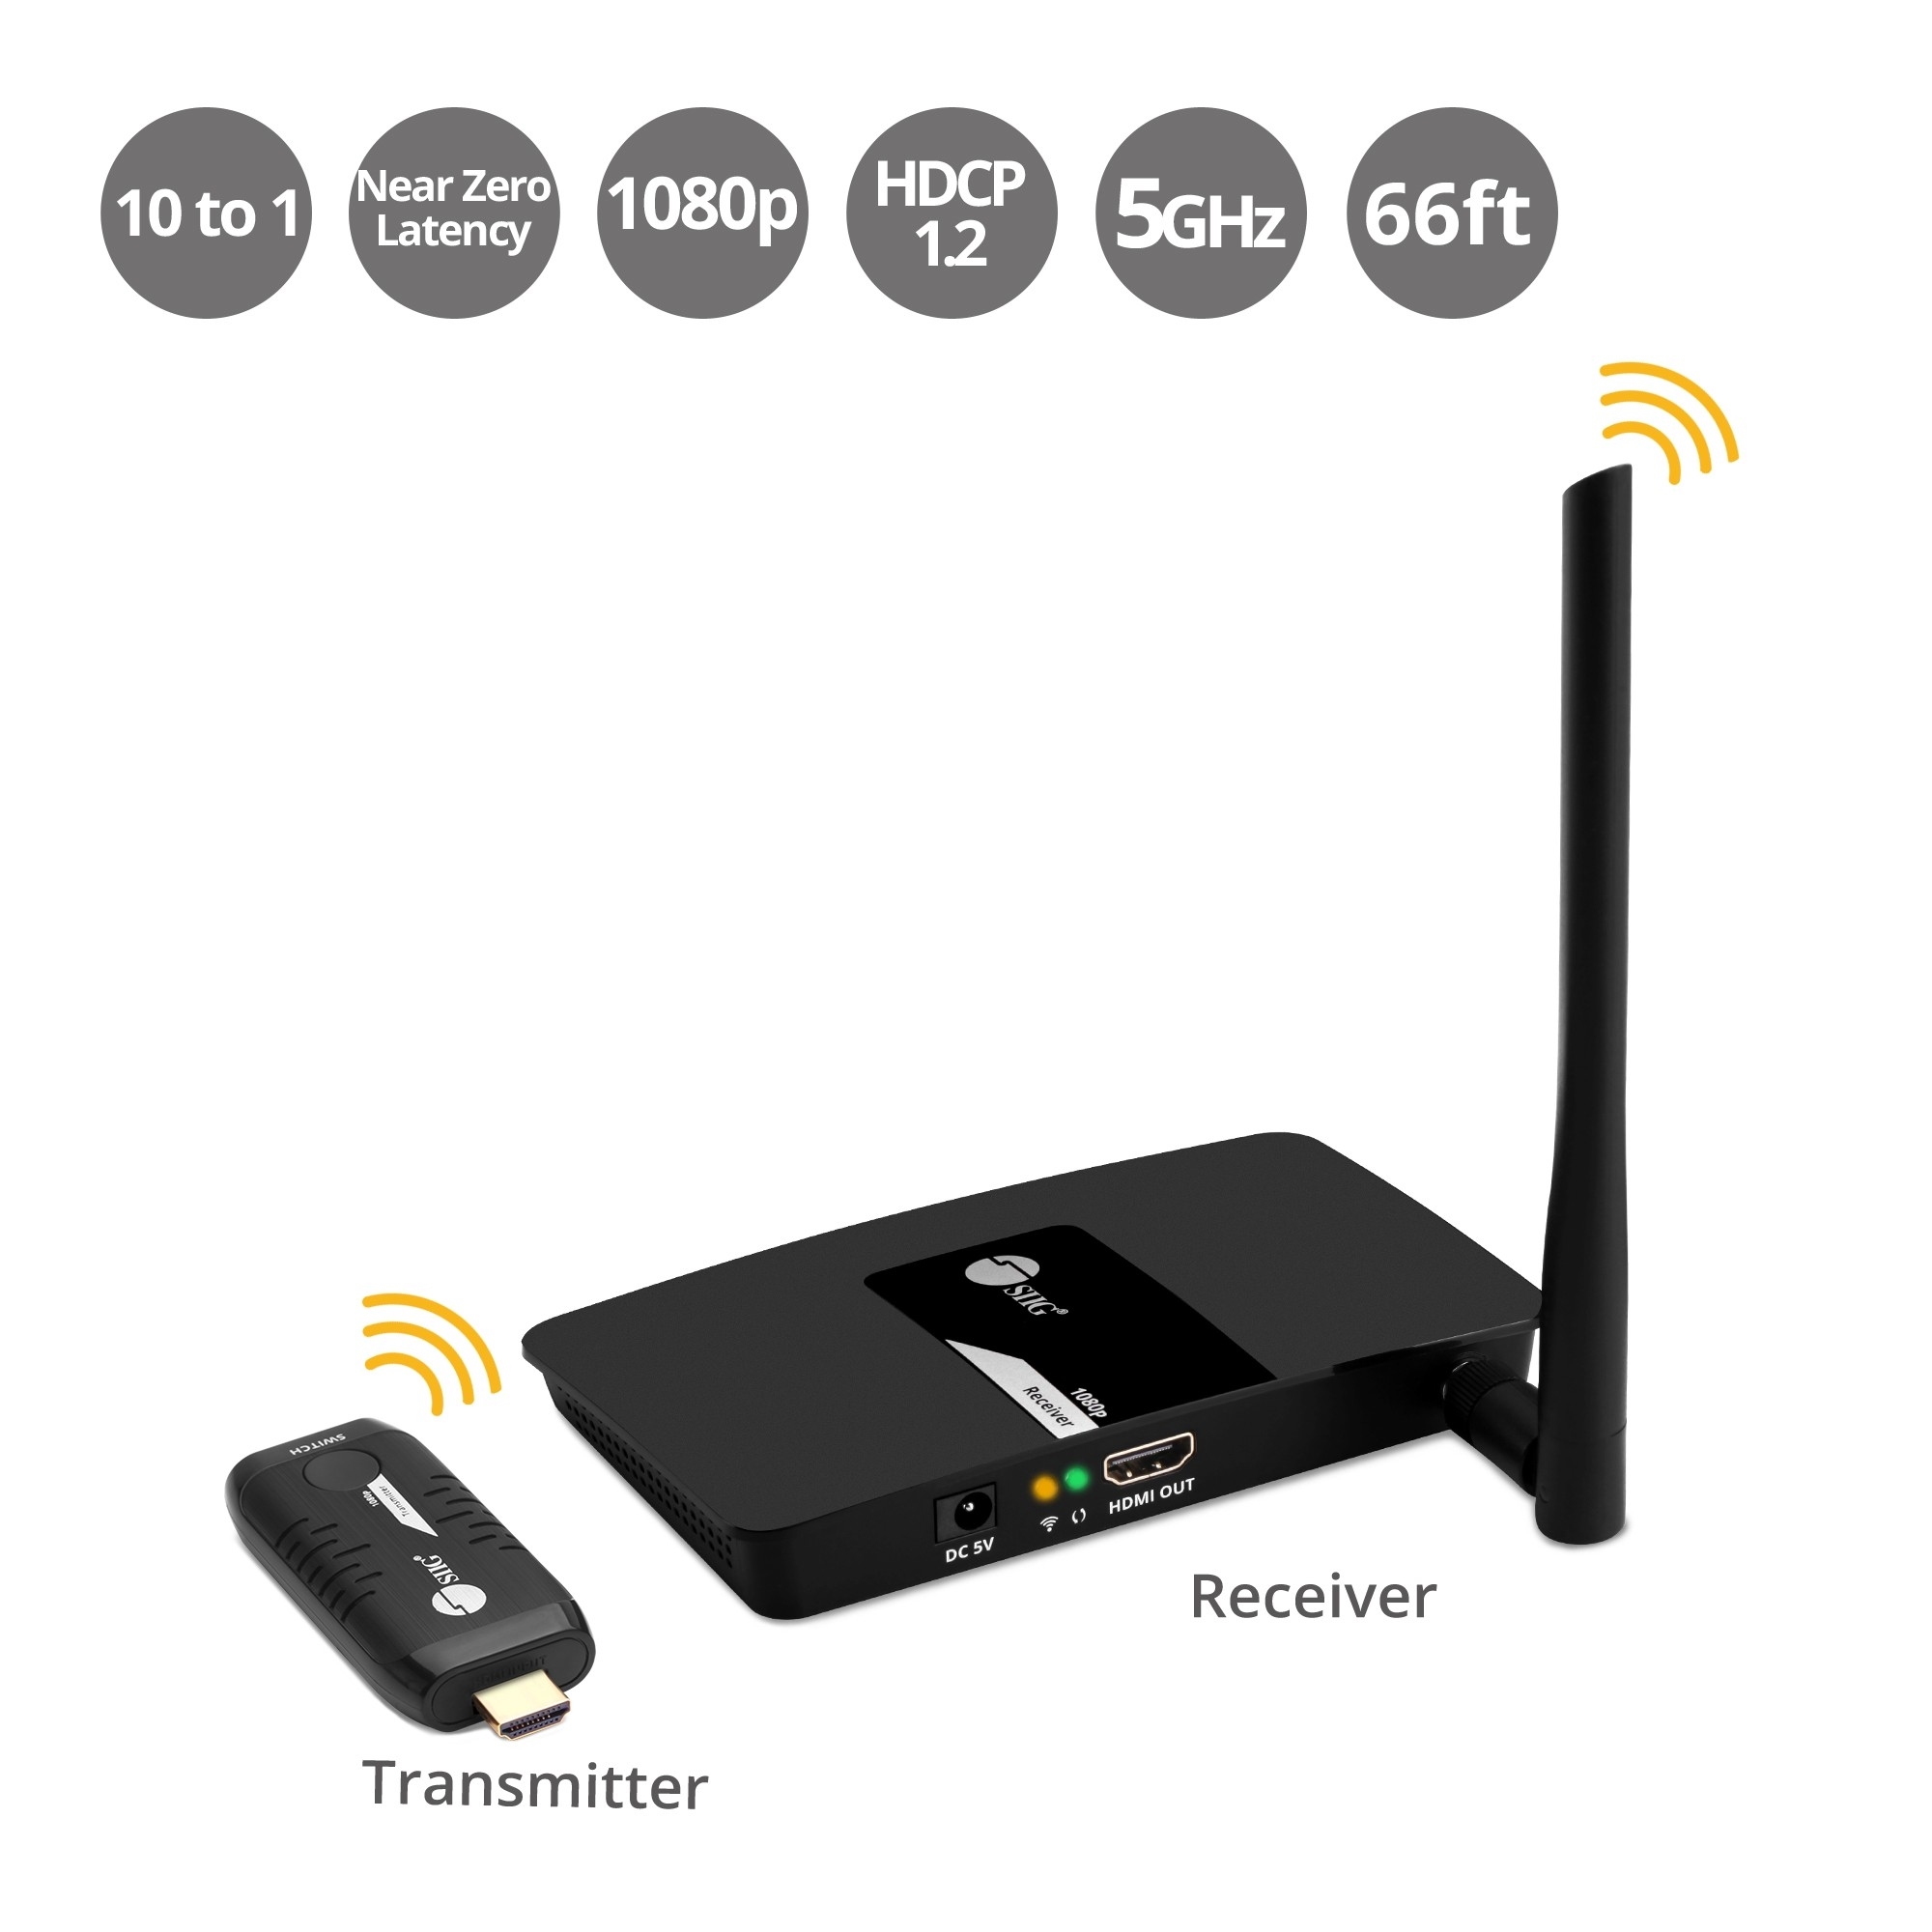 10 to 1
Near Zero
Latency
1080p
HDCP
1.2
5GHz
66ft
SIIG®
Receiver
1080p
HDMI OUT
DC 5V
Receiver
SWITCH
1080p
Transmitter
SIIG®
Transmitter